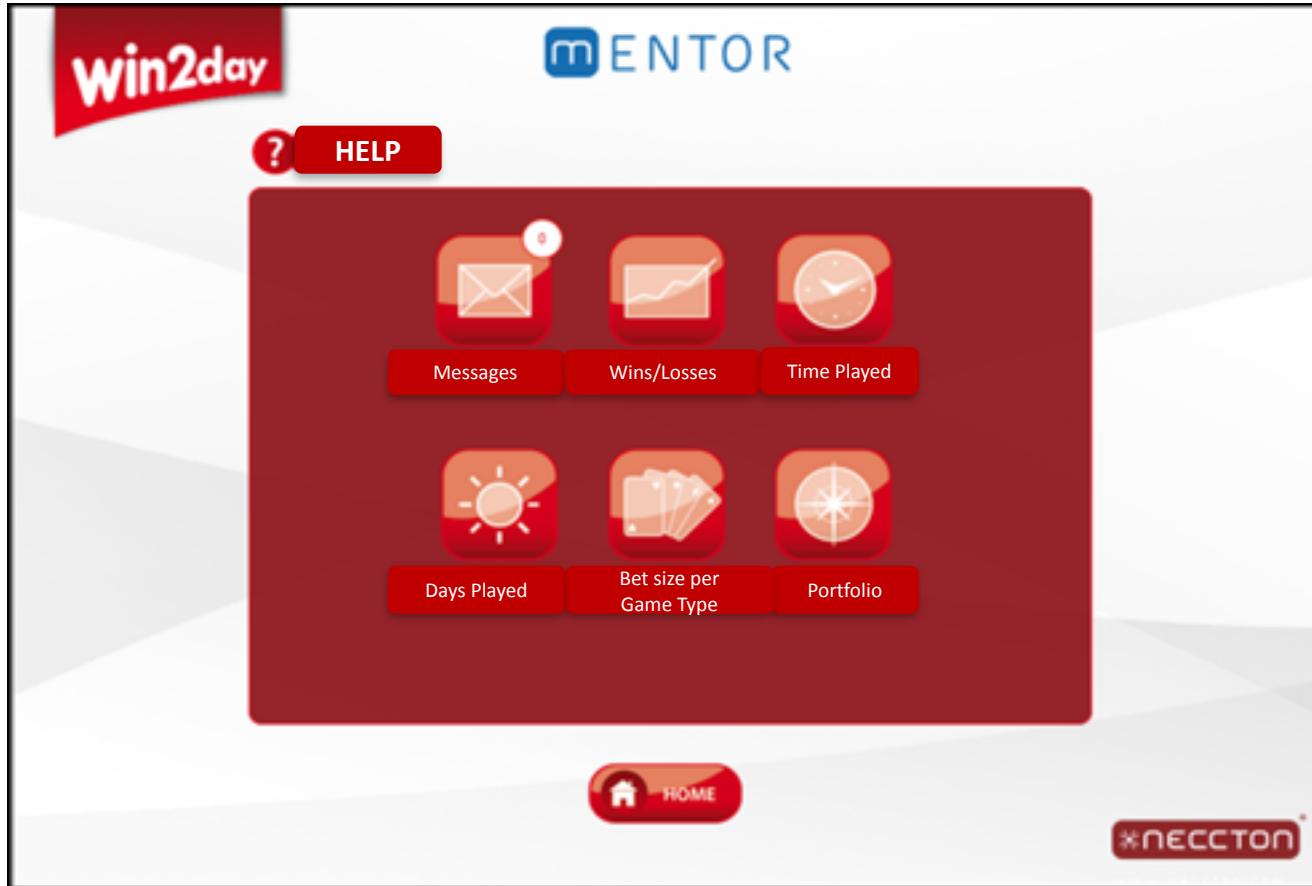 win2day
mENTOR
? HELP
0
Messages Wins/Losses Time Played
Days Played Bet size per Game Type Portfolio
HOME
NECCTON